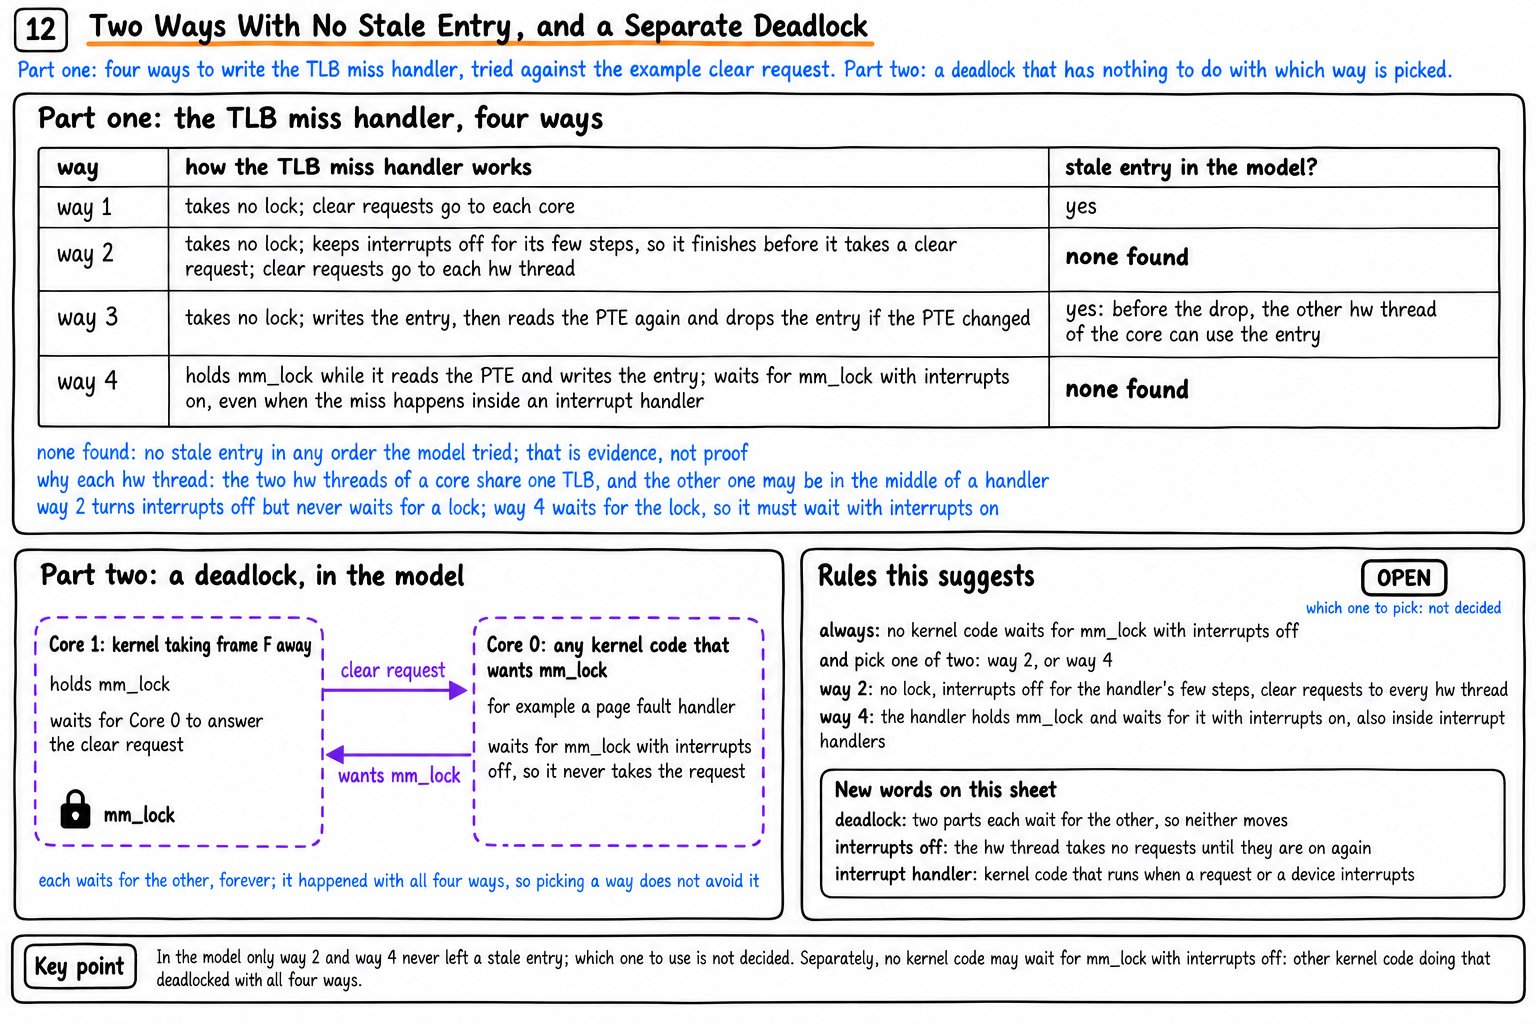 12 Two Ways With No Stale Entry, and a Separate Deadlock
Part one: four ways to write the TLB miss handler, tried against the example clear request. Part two: a deadlock that has nothing to do with which way is picked.
Part one: the TLB miss handler, four ways
way
how the TLB miss handler works
stale entry in the model?
way 1
takes no lock; clear requests go to each core
yes
way 2
takes no lock; keeps interrupts off for its few steps, so it finishes before it takes a clear
request; clear requests go to each hw thread
none found
way 3
takes no lock; writes the entry, then reads the PTE again and drops the entry if the PTE changed
yes: before the drop, the other hw thread
of the core can use the entry
way 4
holds mm_lock while it reads the PTE and writes the entry; waits for mm_lock with interrupts
on, even when the miss happens inside an interrupt handler
none found
none found: no stale entry in any order the model tried; that is evidence, not proof
why each hw thread: the two hw threads of a core share one TLB, and the other one may be in the middle of a handler
way 2 turns interrupts off but never waits for a lock; way 4 waits for the lock, so it must wait with interrupts on
Part two: a deadlock, in the model
Core 1: kernel taking frame F away
holds mm_lock
waits for Core 0 to answer
the clear request
mm_lock
clear request
wants mm_lock
Core 0: any kernel code that
wants mm_lock
for example a page fault handler
waits for mm_lock with interrupts
off, so it never takes the request
each waits for the other, forever; it happened with all four ways, so picking a way does not avoid it
Rules this suggests
OPEN
which one to pick: not decided
always: no kernel code waits for mm_lock with interrupts off
and pick one of two: way 2, or way 4
way 2: no lock, interrupts off for the handler's few steps, clear requests to every hw thread
way 4: the handler holds mm_lock and waits for it with interrupts on, also inside interrupt
handlers
New words on this sheet
deadlock: two parts each wait for the other, so neither moves
interrupts off: the hw thread takes no requests until they are on again
interrupt handler: kernel code that runs when a request or a device interrupts
Key point
In the model only way 2 and way 4 never left a stale entry; which one to use is not decided. Separately, no kernel code may wait for mm_lock with interrupts off: other kernel code doing that
deadlocked with all four ways.